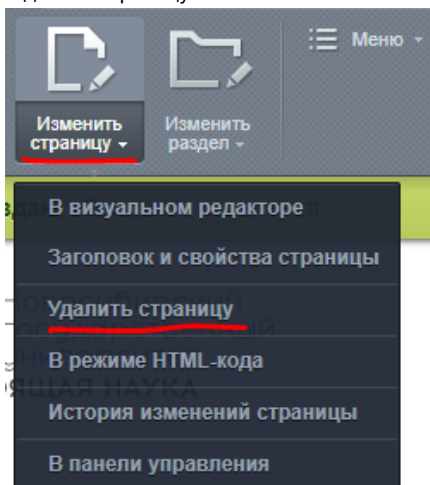 Изменить
страницу
Изменить
раздел
Меню
В визуальном редакторе
Заголовок и свойства страницы
Удалить страницу
В режиме HTML-кода
История изменений страницы
В панели управления